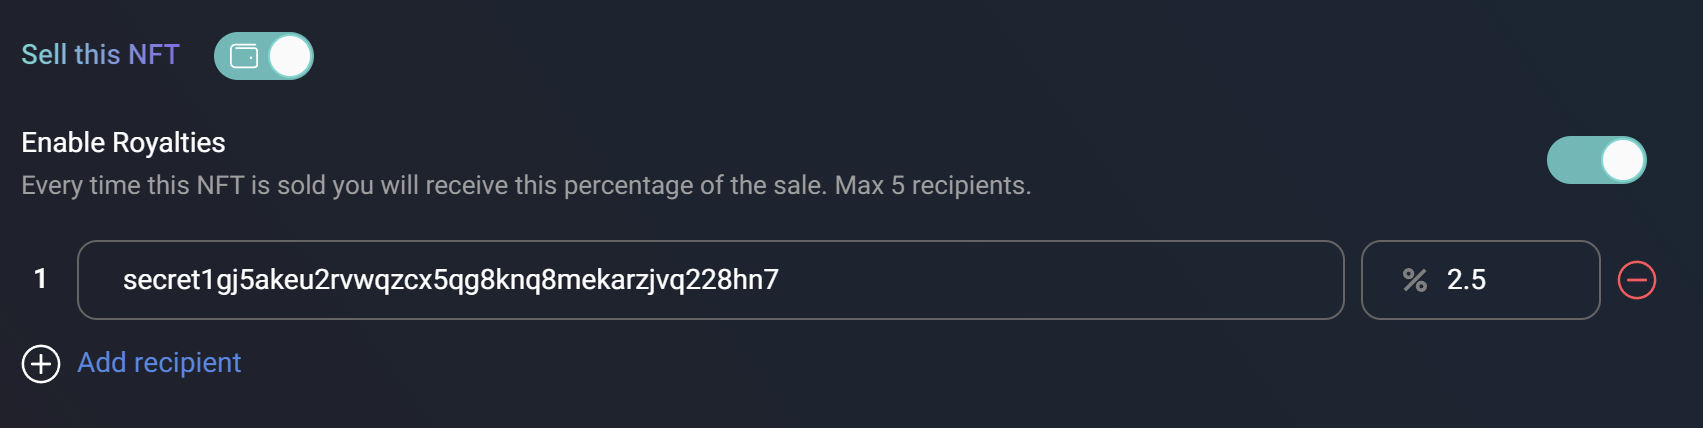 Sell this NFT
Enable Royalties
Every time this NFT is sold you will receive this percentage of the sale. Max 5 recipients.
1 secret1gj5akeu2rvwqzcx5qg8knq8mekarzjvq228hn7 % 2.5
Add recipient